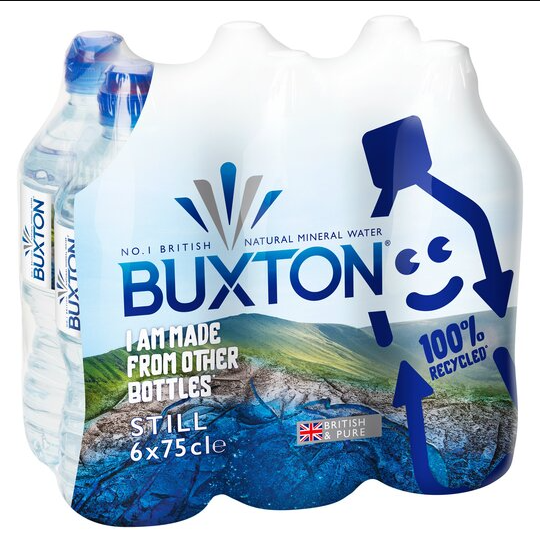 NO.1 BRITISH NATURAL MINERAL WATER
BUXTON®
I AM MADE
FROM OTHER
BOTTLES*
STILL
6x75cl℮
100%
RECYCLED*
BRITISH
& PURE
BUXTON
BUXTON